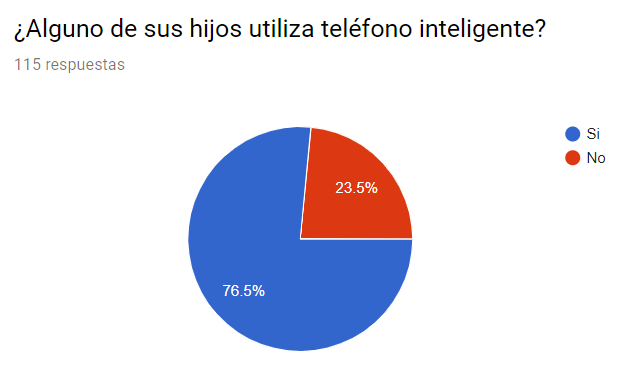 ¿Alguno de sus hijos utiliza teléfono inteligente?
115 respuestas
Si
No
23.5%
76.5%